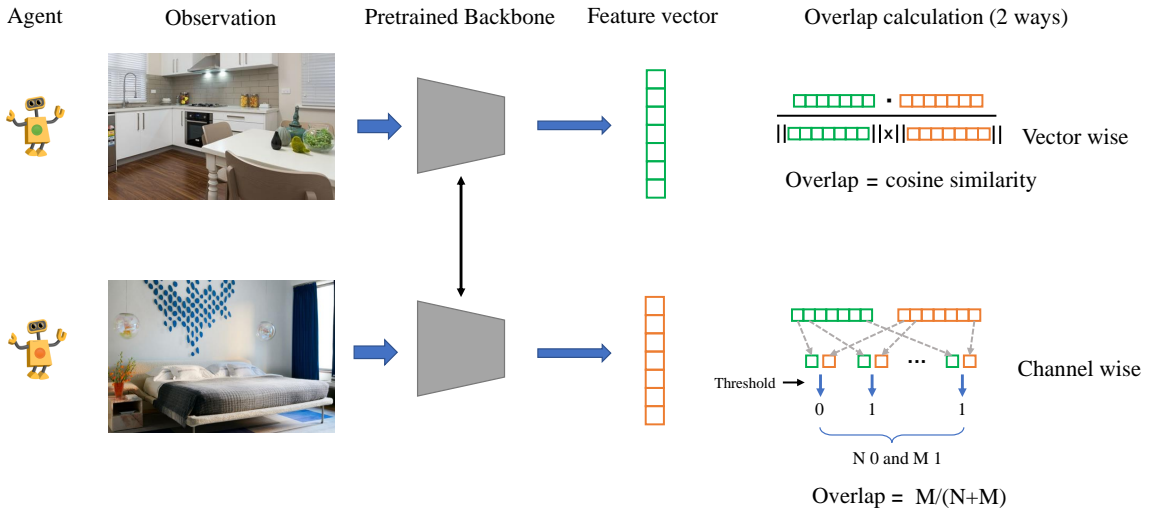 Agent
Observation
Pretrained Backbone
Feature vector
Overlap calculation (2 ways)
·
|| ||x|| ||
Vector wise
Overlap = cosine similarity
...
Channel wise
Threshold
0 1 1
N 0 and M 1
Overlap = M/(N+M)